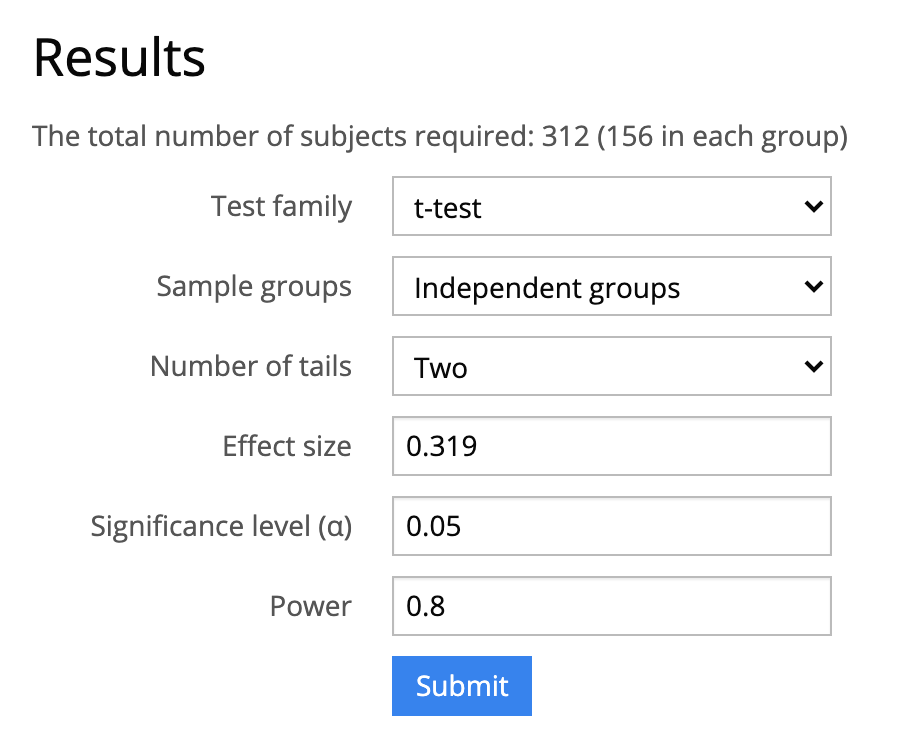 Results
The total number of subjects required: 312 (156 in each group)
Test family t-test
Sample groups Independent groups
Number of tails Two
Effect size 0.319
Significance level (α) 0.05
Power 0.8
Submit